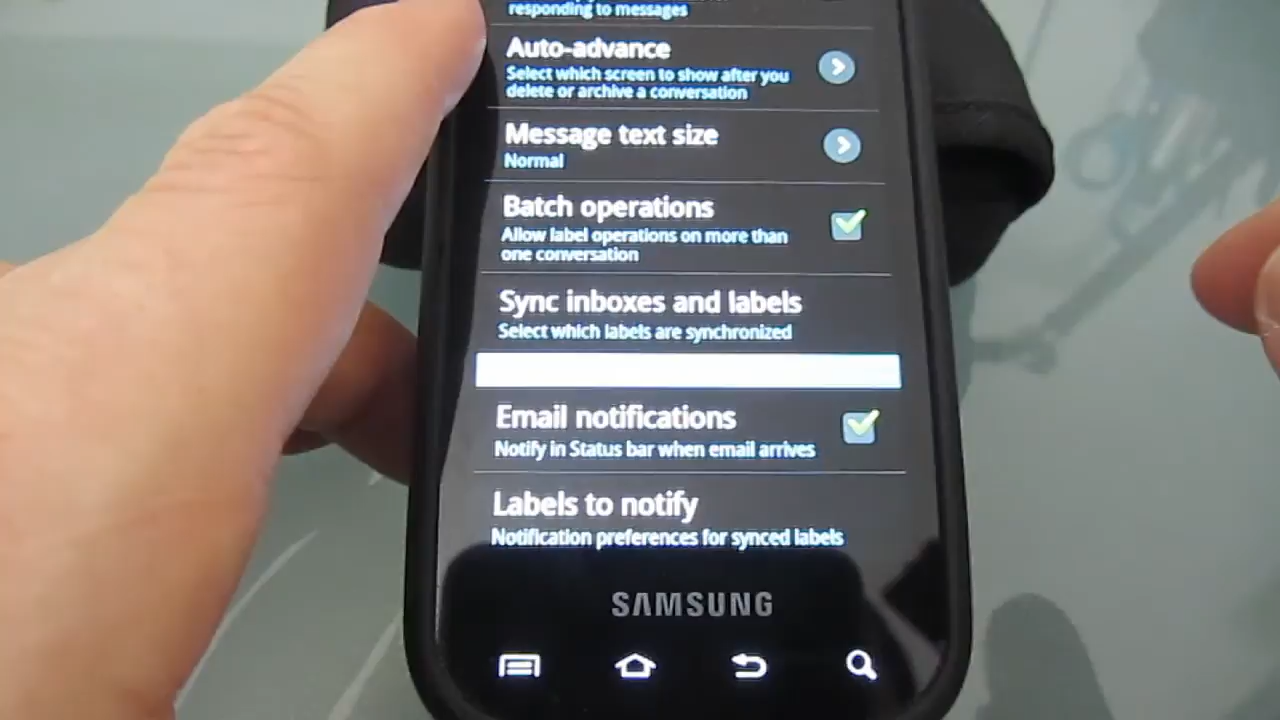 responding to messages
Auto-advance
Select which screen to show after you
delete or archive a conversation
Message text size
Normal
Batch operations
Allow label operations on more than
one conversation
Sync inboxes and labels
Select which labels are synchronized
Email notifications
Notify in Status bar when email arrives
Labels to notify
Notification preferences for synced labels
SAMSUNG